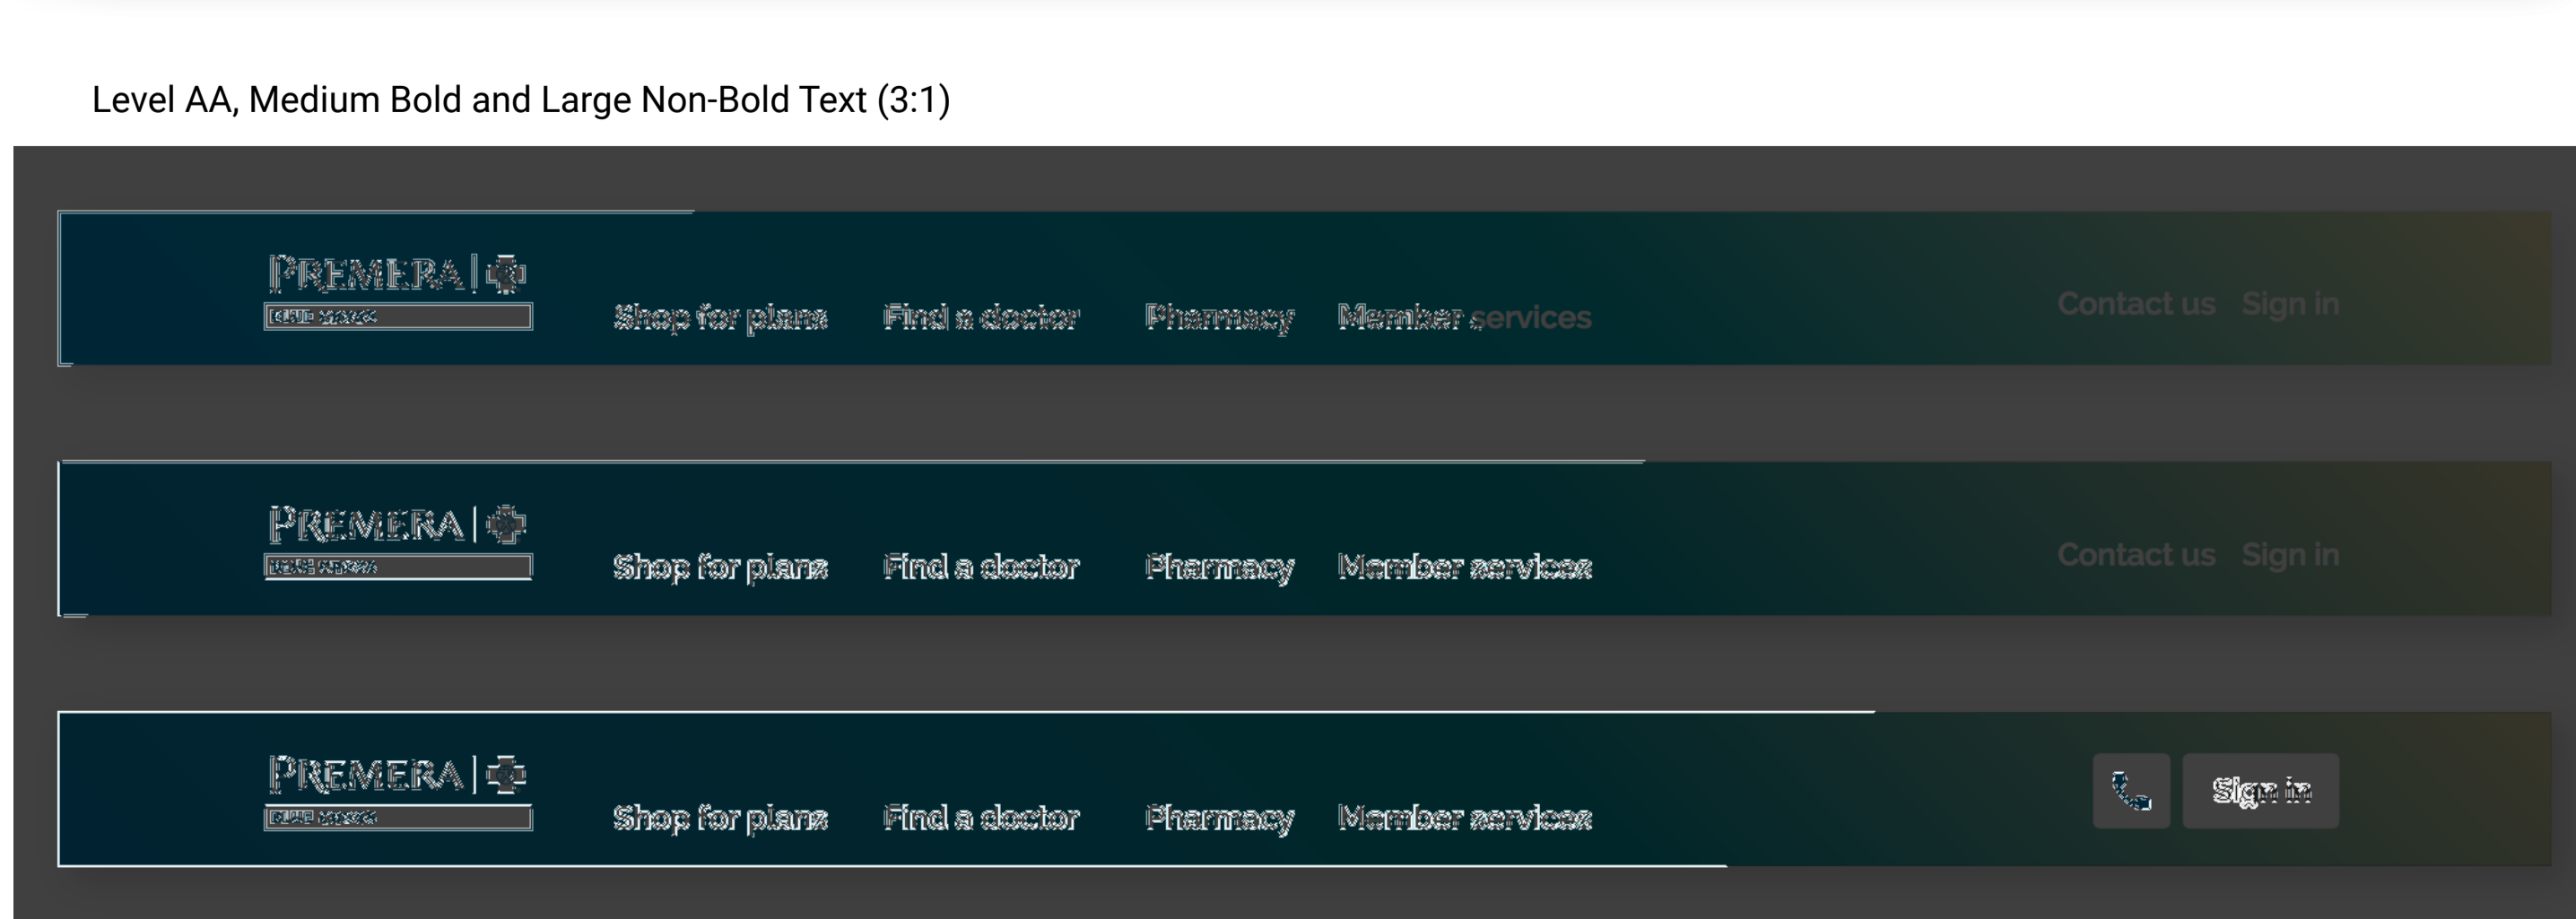 Level AA, Medium Bold and Large Non-Bold Text (3:1)
PREMERA
Shop for plans Find a doctor Pharmacy Member services Contact us Sign in
PREMERA
Shop for plans Find a doctor Pharmacy Member services Contact us Sign in
PREMERA
Shop for plans Find a doctor Pharmacy Member services Sign in